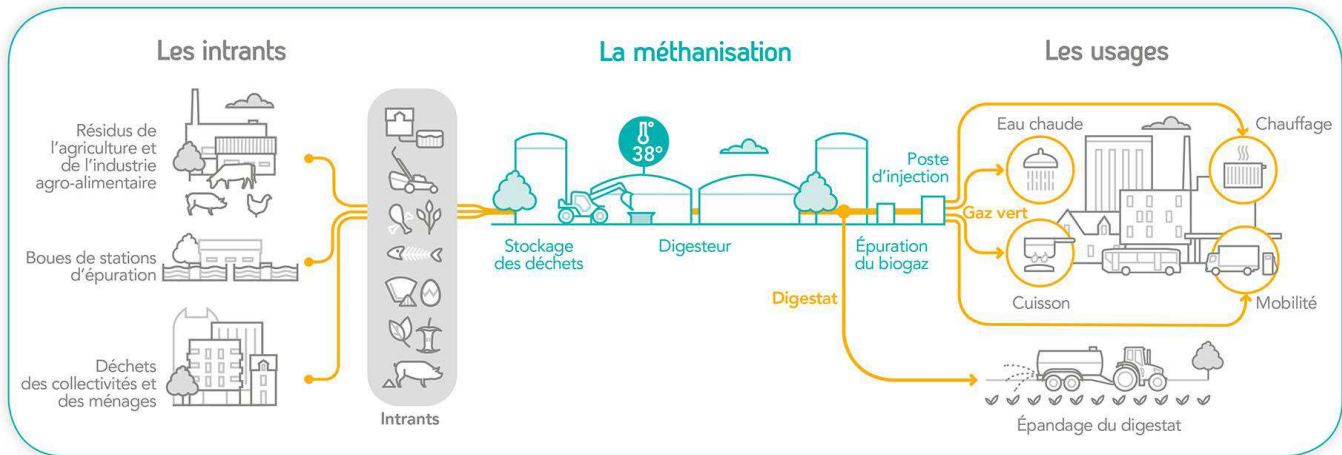 Les intrants
Résidus de
l'agriculture et
de l'industrie
agro-alimentaire
Boues de stations
d'épuration
Déchets
des collectivités et
des ménages
Intrants
La méthanisation
38°
Stockage
des déchets
Digesteur
Épuration
du biogaz
Poste
d'injection
Digestat
Les usages
Eau chaude
Chauffage
Gaz vert
Cuisson
Mobilité
Épandage du digestat